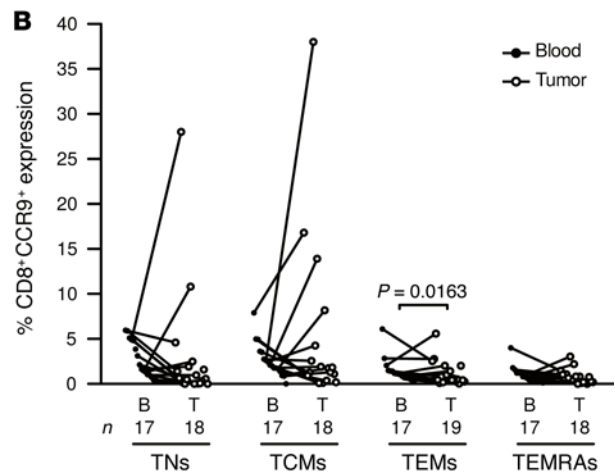 B
% CD8+CCR9+ expression
40
35
30
25
20
15
10
5
0
Blood
Tumor
P = 0.0163
B T B T B T B T
n 17 18 17 18 17 19 17 18
TNs TCMs TEMs TEMRAs